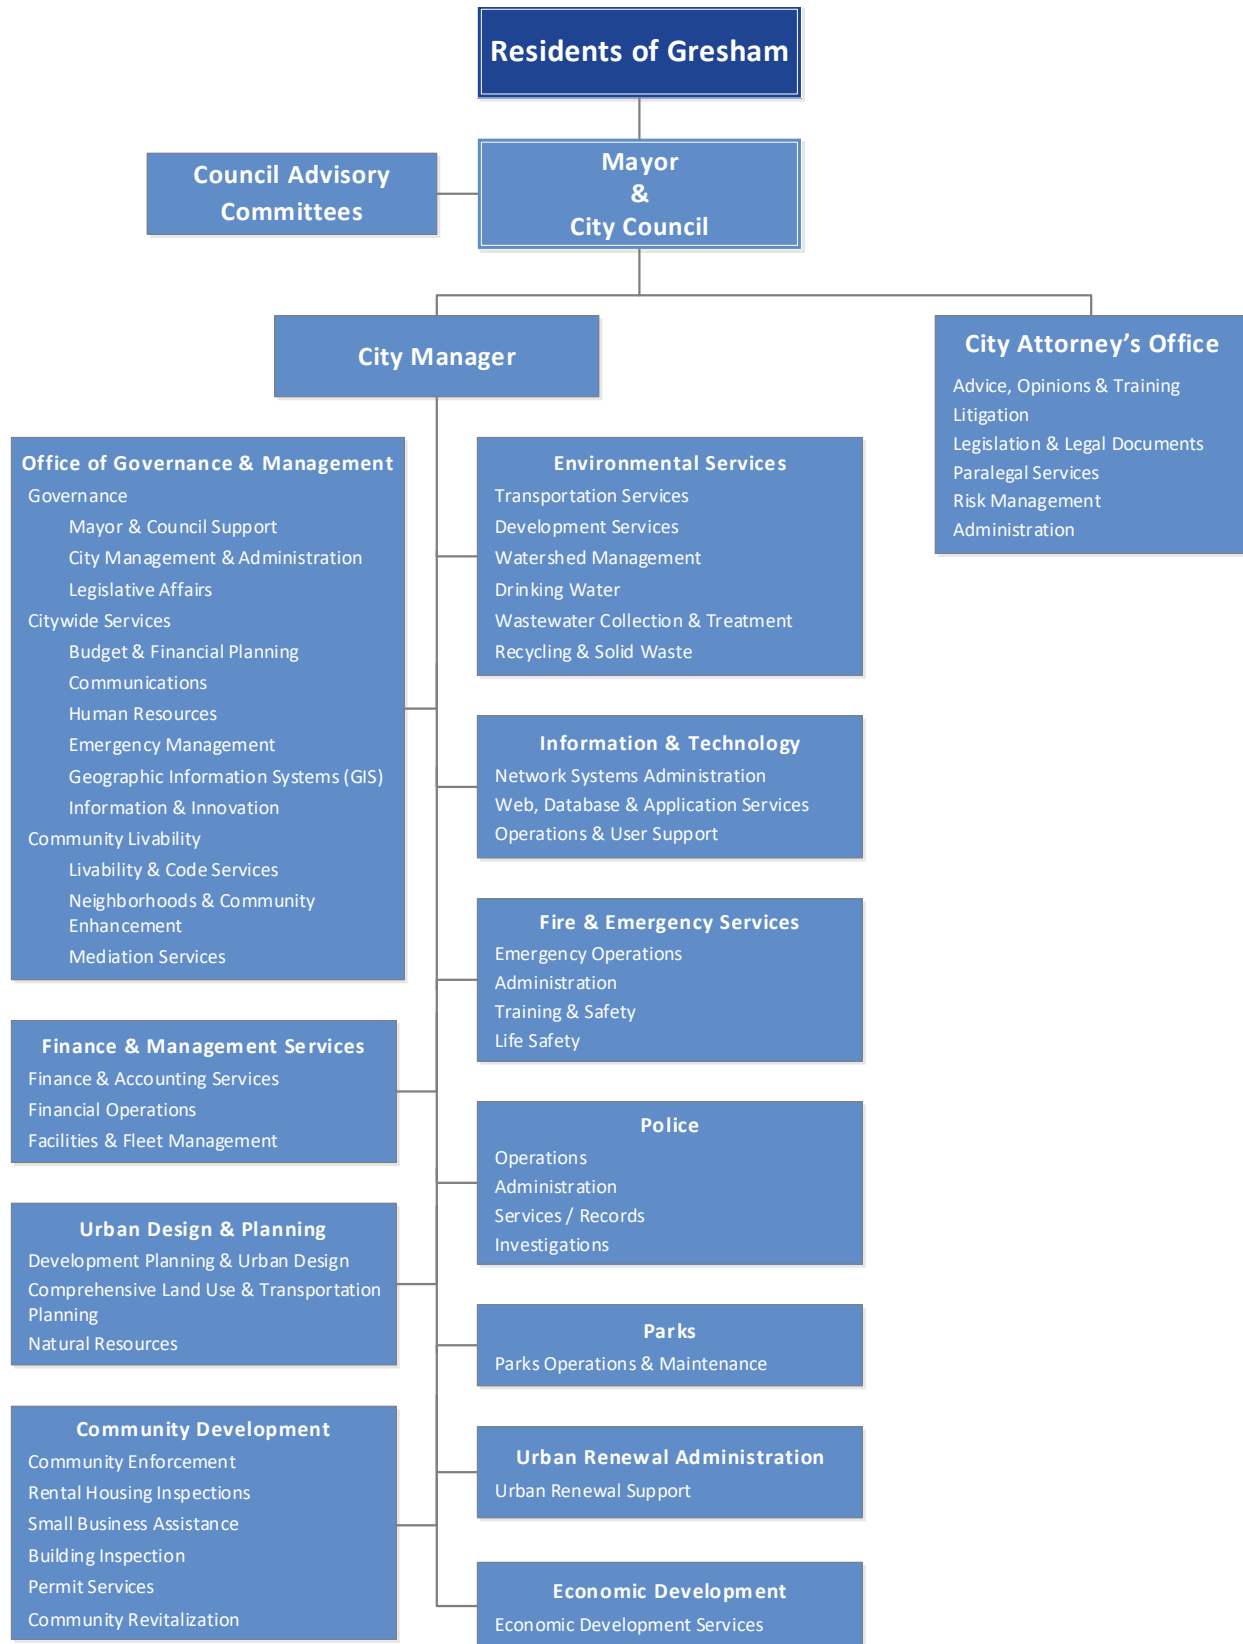 Residents of Gresham
Council Advisory
Committees
Mayor
&
City Council
City Manager
City Attorney’s Office
Advice, Opinions & Training
Litigation
Legislation & Legal Documents
Paralegal Services
Risk Management
Administration
Office of Governance & Management
Governance
Mayor & Council Support
City Management & Administration
Legislative Affairs
Citywide Services
Budget & Financial Planning
Communications
Human Resources
Emergency Management
Geographic Information Systems (GIS)
Information & Innovation
Community Livability
Livability & Code Services
Neighborhoods & Community
Enhancement
Mediation Services
Finance & Management Services
Finance & Accounting Services
Financial Operations
Facilities & Fleet Management
Urban Design & Planning
Development Planning & Urban Design
Comprehensive Land Use & Transportation
Planning
Natural Resources
Community Development
Community Enforcement
Rental Housing Inspections
Small Business Assistance
Building Inspection
Permit Services
Community Revitalization
Environmental Services
Transportation Services
Development Services
Watershed Management
Drinking Water
Wastewater Collection & Treatment
Recycling & Solid Waste
Information & Technology
Network Systems Administration
Web, Database & Application Services
Operations & User Support
Fire & Emergency Services
Emergency Operations
Administration
Training & Safety
Life Safety
Police
Operations
Administration
Services / Records
Investigations
Parks
Parks Operations & Maintenance
Urban Renewal Administration
Urban Renewal Support
Economic Development
Economic Development Services